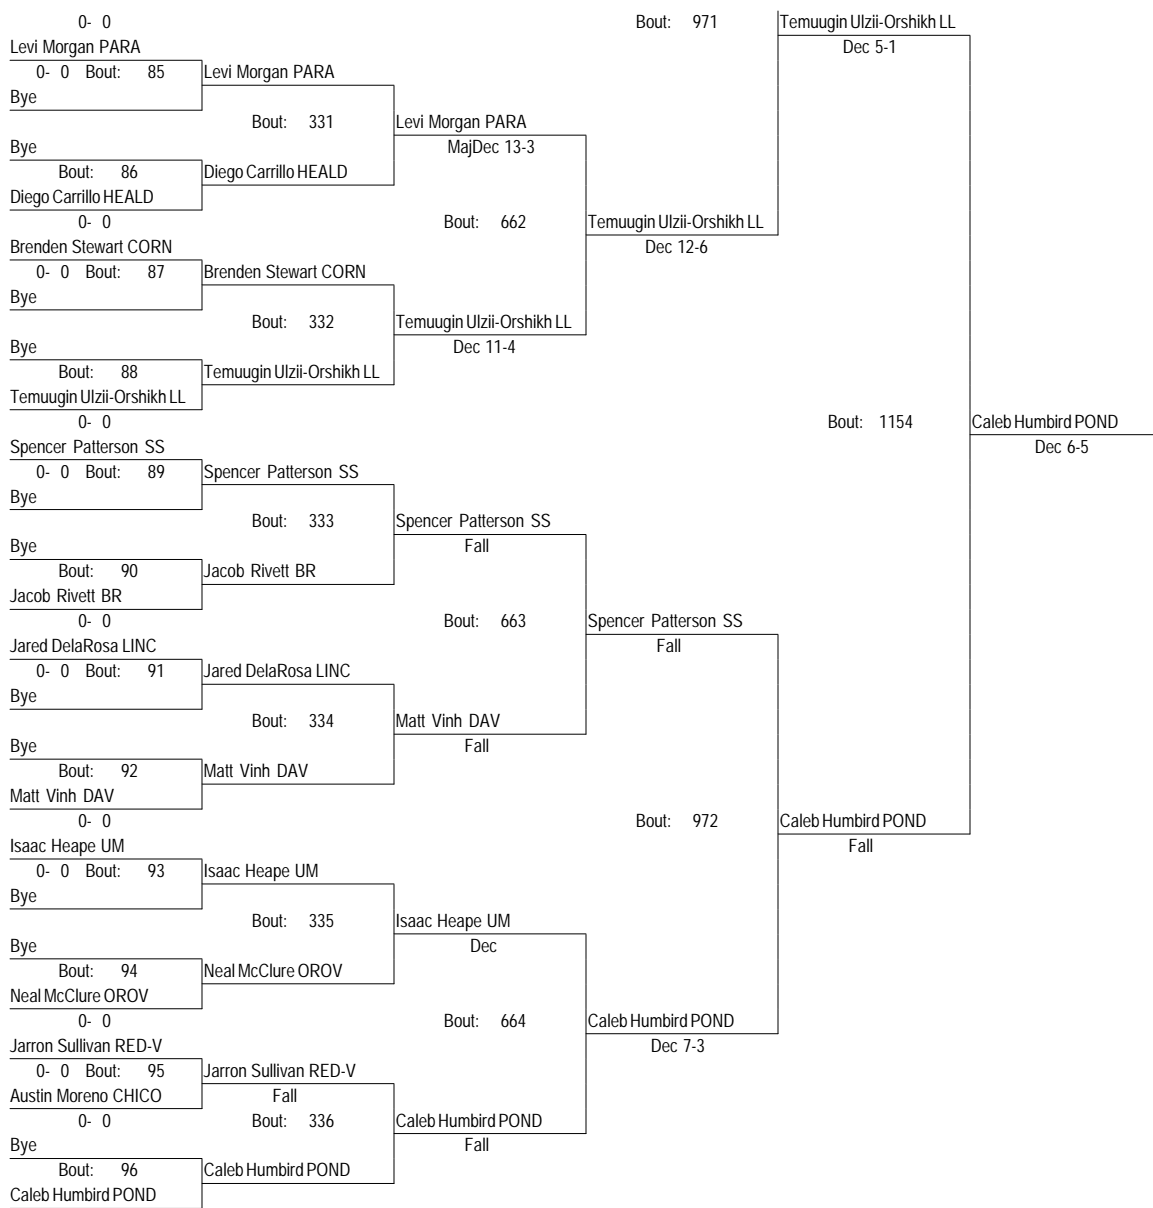 0- 0 Bout: 971 Temuugin Ulzii-Orshikh LL
Levi Morgan PARA Dec 5-1
0- 0 Bout: 85 Levi Morgan PARA
Bye
Bout: 331 Levi Morgan PARA
Bye MajDec 13-3
Bout: 86 Diego Carrillo HEALD
Diego Carrillo HEALD
0- 0 Bout: 662 Temuugin Ulzii-Orshikh LL
Brenden Stewart CORN Dec 12-6
0- 0 Bout: 87 Brenden Stewart CORN
Bye
Bout: 332 Temuugin Ulzii-Orshikh LL
Bye Dec 11-4
Bout: 88 Temuugin Ulzii-Orshikh LL
Temuugin Ulzii-Orshikh LL
0- 0 Bout: 1154 Caleb Humbird POND
Spencer Patterson SS Dec 6-5
0- 0 Bout: 89 Spencer Patterson SS
Bye
Bout: 333 Spencer Patterson SS
Bye Fall
Bout: 90 Jacob Rivett BR
Jacob Rivett BR
0- 0 Bout: 663 Spencer Patterson SS
Jared DelaRosa LINC Fall
0- 0 Bout: 91 Jared DelaRosa LINC
Bye
Bout: 334 Matt Vinh DAV
Bye Fall
Bout: 92 Matt Vinh DAV
Matt Vinh DAV
0- 0 Bout: 972 Caleb Humbird POND
Isaac Heape UM Fall
0- 0 Bout: 93 Isaac Heape UM
Bye
Bout: 335 Isaac Heape UM
Bye Dec
Bout: 94 Neal McClure OROV
Neal McClure OROV
0- 0 Bout: 664 Caleb Humbird POND
Jarron Sullivan RED-V Dec 7-3
0- 0 Bout: 95 Jarron Sullivan RED-V
Austin Moreno CHICO Fall
0- 0 Bout: 336 Caleb Humbird POND
Bye Fall
Bout: 96 Caleb Humbird POND
Caleb Humbird POND